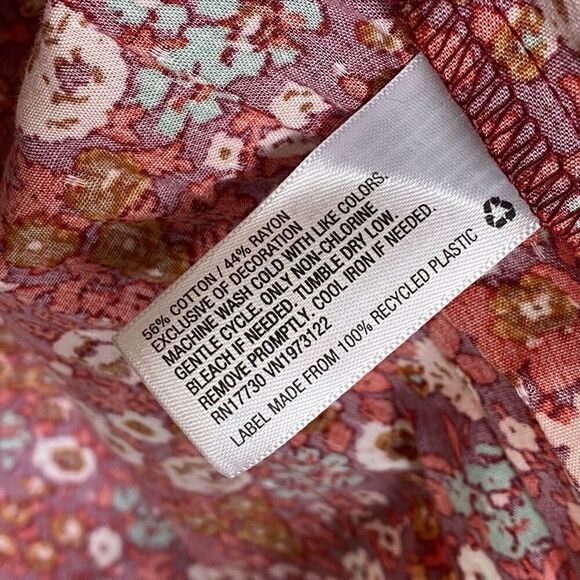 56% COTTON / 44% RAYON
EXCLUSIVE OF DECORATION
MACHINE WASH COLD WITH LIKE COLORS.
GENTLE CYCLE. ONLY NON-CHLORINE
BLEACH IF NEEDED. TUMBLE DRY LOW.
REMOVE PROMPTLY. COOL IRON IF NEEDED.
RN17730 VN1973122
LABEL MADE FROM 100% RECYCLED PLASTIC